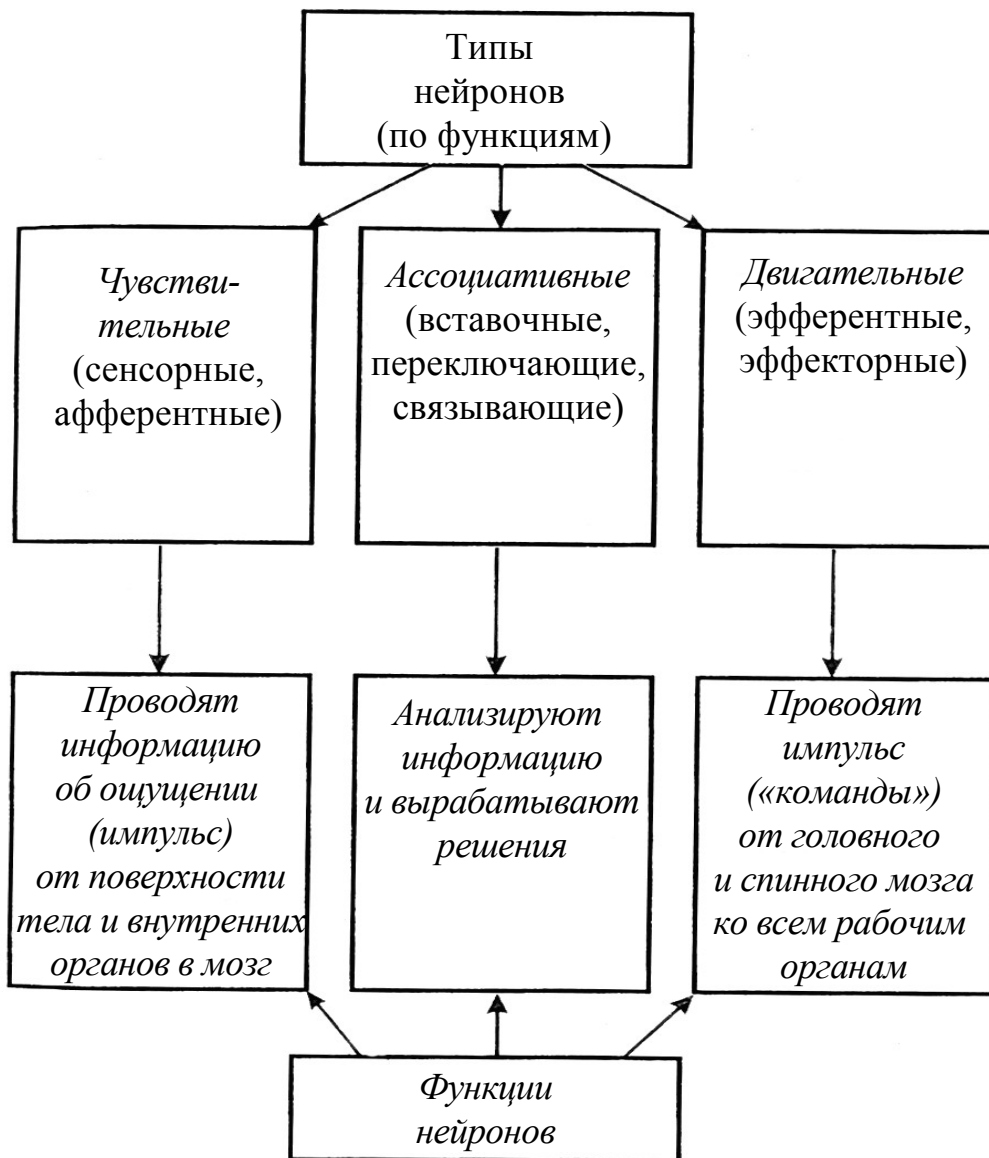 Типы
нейронов
(по функциям)
Чувстви-
тельные
(сенсорные,
афферентные)
Ассоциативные
(вставочные,
переключающие,
связывающие)
Двигательные
(эфферентные,
эффекторные)
Проводят
информацию
об ощущении
(импульс)
от поверхности
тела и внутренних
органов в мозг
Анализируют
информацию
и вырабатывают
решения
Проводят
импульс
(«команды»)
от головного
и спинного мозга
ко всем рабочим
органам
Функции
нейронов